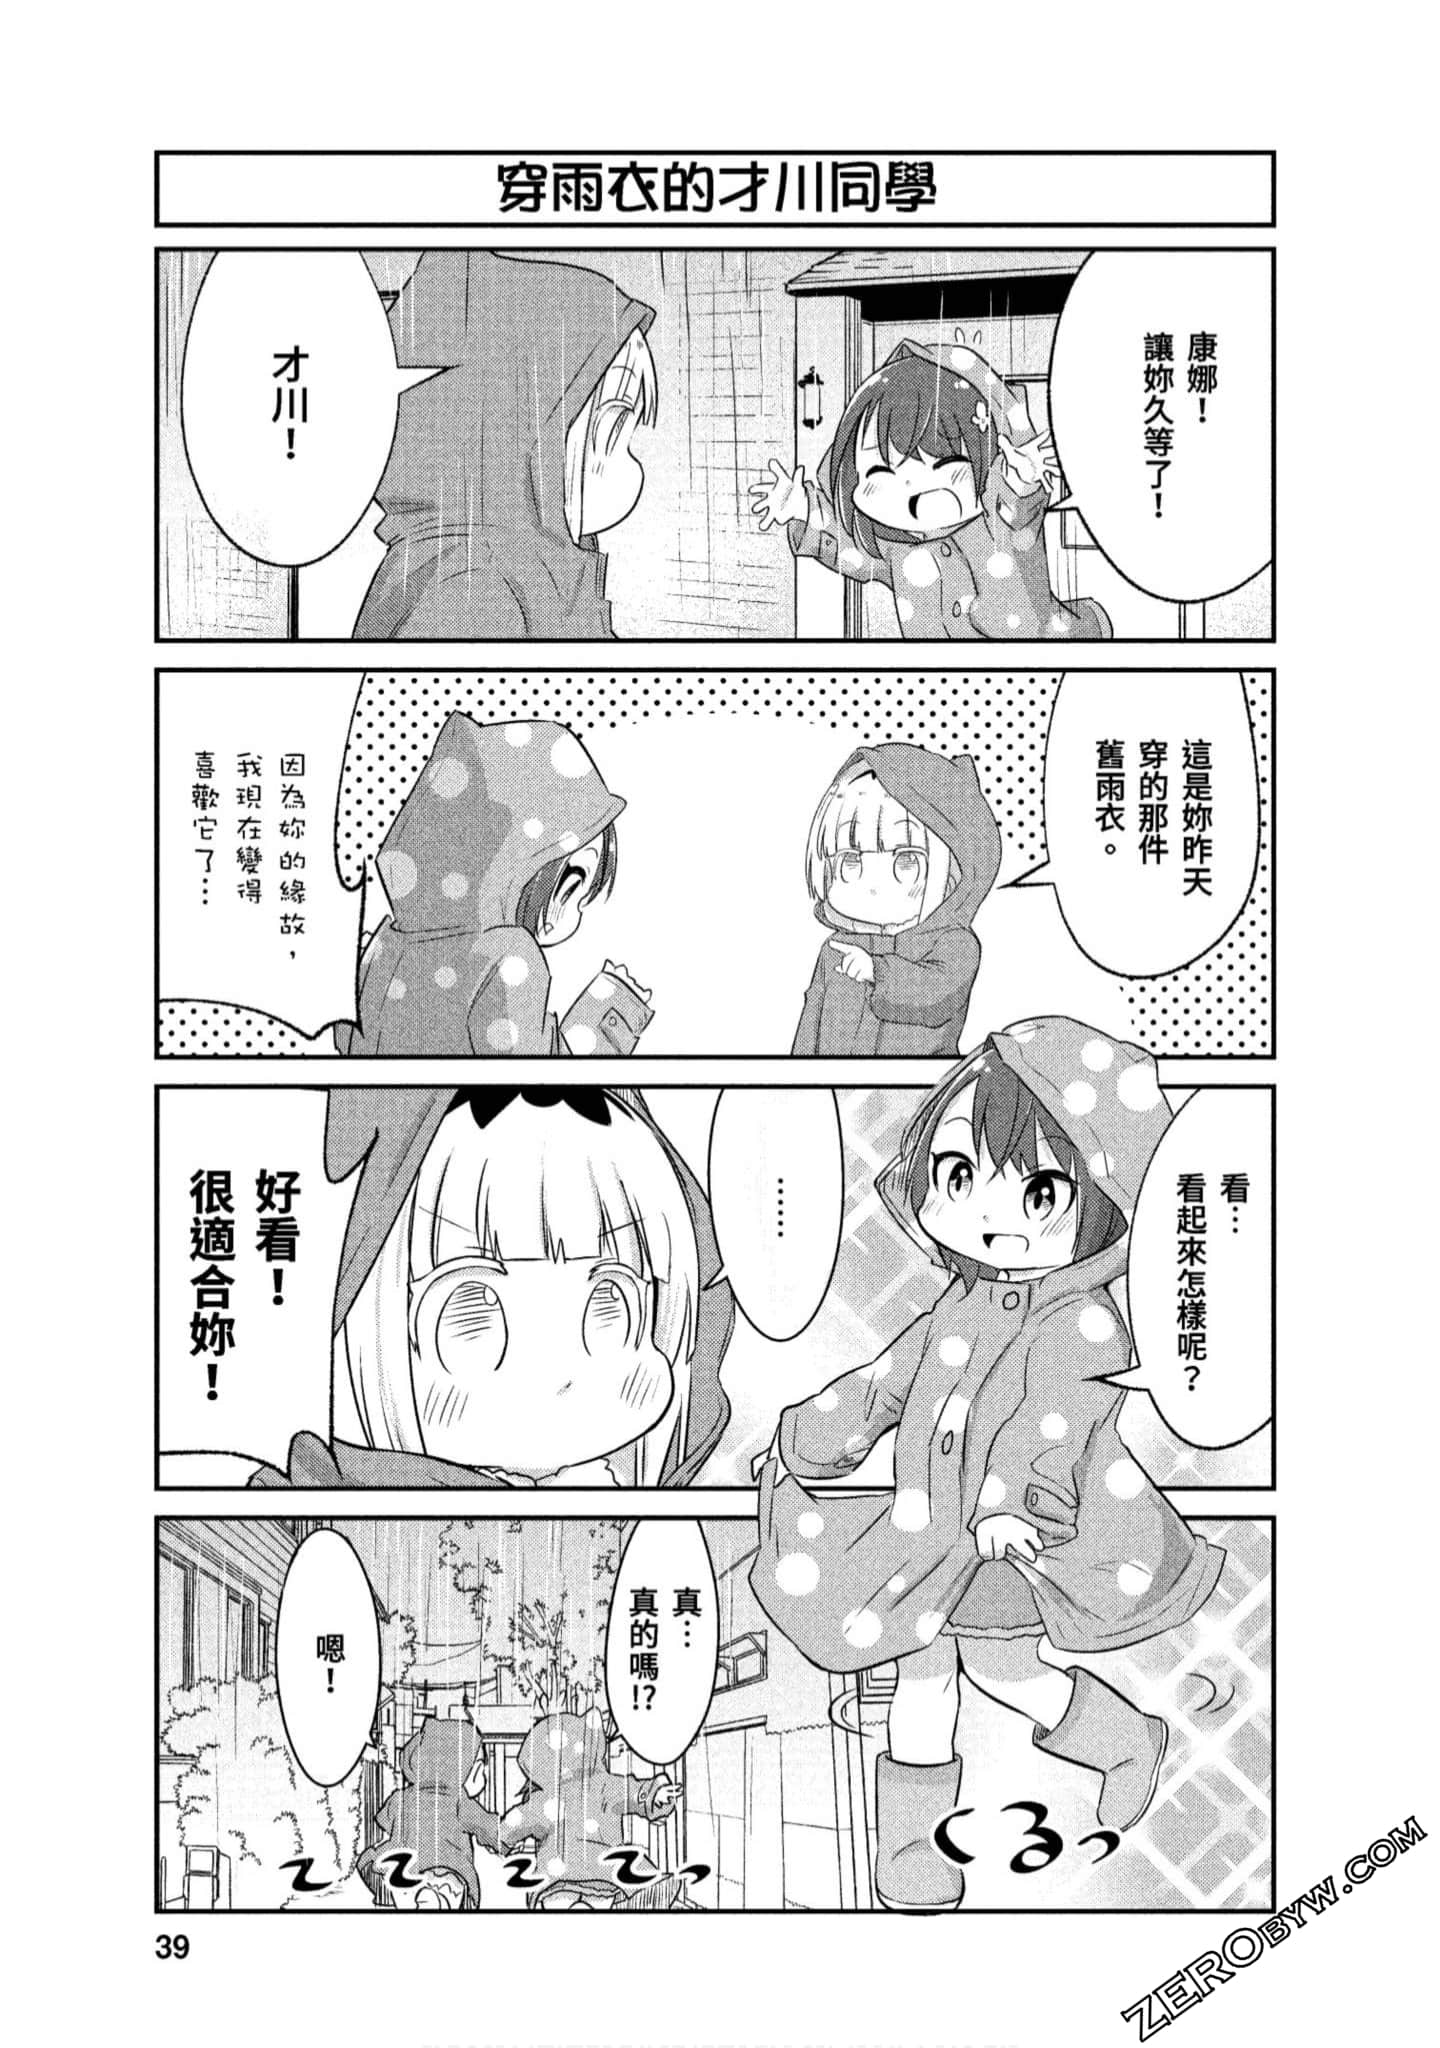 穿雨衣的才川同學
康娜！
讓妳久等了！
才川！
這是妳昨天
穿的那件
舊雨衣。
因為妳的緣故，
我現在變得
喜歡它了…
看…
看起來怎樣呢？
……
好看！
很適合妳！
くるっ
真…
真的嗎!?
嗯！
てててってっ
39
ZEROBYW.COM